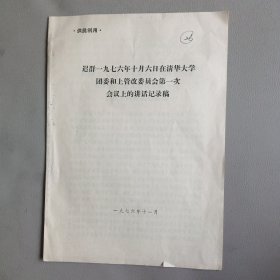 ·供批判用·
26
迟群一九七六年十月六日在清华大学
团委和上管改委员会第一次
会议上的讲话记录稿
一九七六年十一月